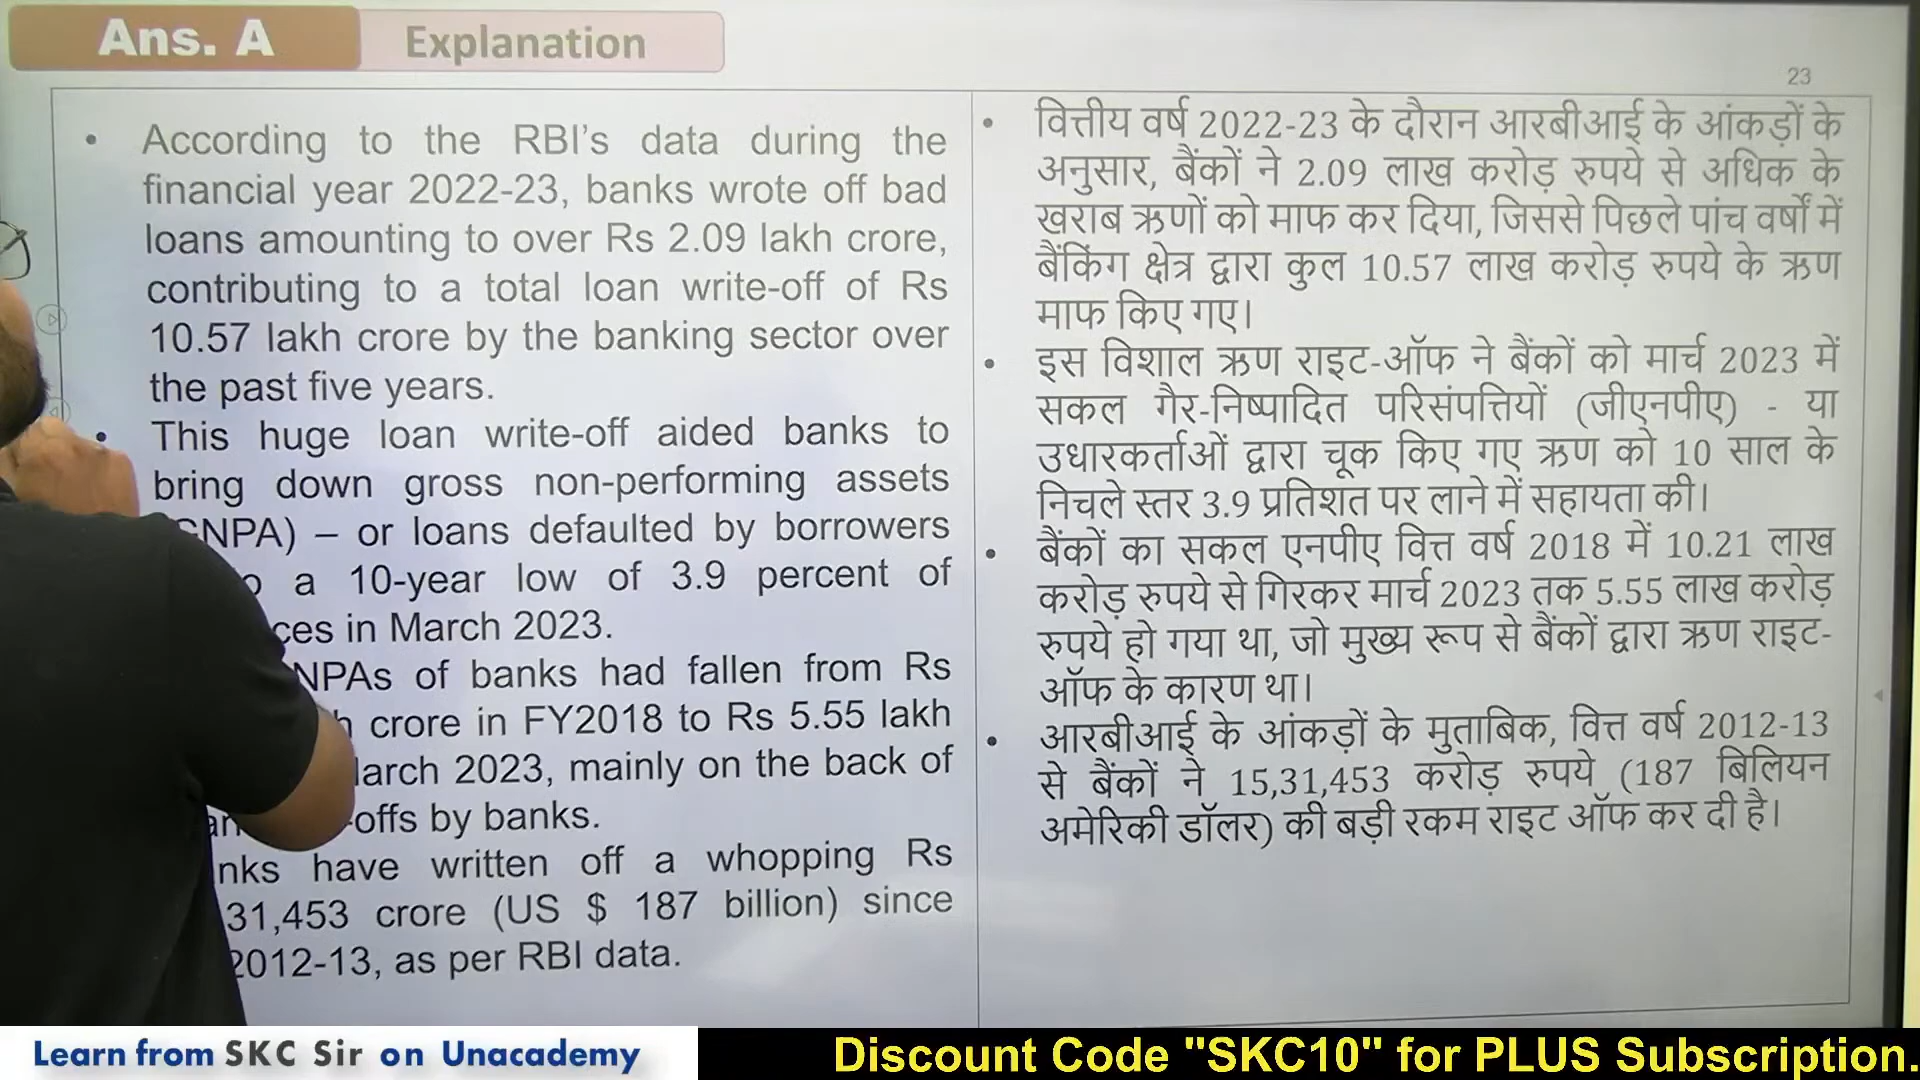 Ans. A
Explanation
23
• According to the RBI's data during the
financial year 2022-23, banks wrote off bad
loans amounting to over Rs 2.09 lakh crore,
contributing to a total loan write-off of Rs
10.57 lakh crore by the banking sector over
the past five years.
• This huge loan write-off aided banks to
bring down gross non-performing assets
GNPA) – or loans defaulted by borrowers
a 10-year low of 3.9 percent of
in March 2023.
NPAs of banks had fallen from Rs
crore in FY2018 to Rs 5.55 lakh
March 2023, mainly on the back of
-offs by banks.
have written off a whopping Rs
31,453 crore (US $ 187 billion) since
2012-13, as per RBI data.
• वित्तीय वर्ष 2022-23 के दौरान आरबीआई के आंकड़ों के
अनुसार, बैंकों ने 2.09 लाख करोड़ रुपये से अधिक के
खराब ऋणों को माफ कर दिया, जिससे पिछले पांच वर्षों में
बैंकिंग क्षेत्र द्वारा कुल 10.57 लाख करोड़ रुपये के ऋण
माफ किए गए।
• इस विशाल ऋण राइट-ऑफ ने बैंकों को मार्च 2023 में
सकल गैर-निष्पादित परिसंपत्तियों (जीएनपीए) - या
उधारकर्ताओं द्वारा चूक किए गए ऋण को 10 साल के
निचले स्तर 3.9 प्रतिशत पर लाने में सहायता की।
• बैंकों का सकल एनपीए वित्त वर्ष 2018 में 10.21 लाख
करोड़ रुपये से गिरकर मार्च 2023 तक 5.55 लाख करोड़
रुपये हो गया था, जो मुख्य रूप से बैंकों द्वारा ऋण राइट-
ऑफ के कारण था।
• आरबीआई के आंकड़ों के मुताबिक, वित्त वर्ष 2012-13
से बैंकों ने 15,31,453 करोड़ रुपये (187 बिलियन
अमेरिकी डॉलर) की बड़ी रकम राइट ऑफ कर दी है।
Learn from SKC Sir on Unacademy
Discount Code "SKC10" for PLUS Subscription.